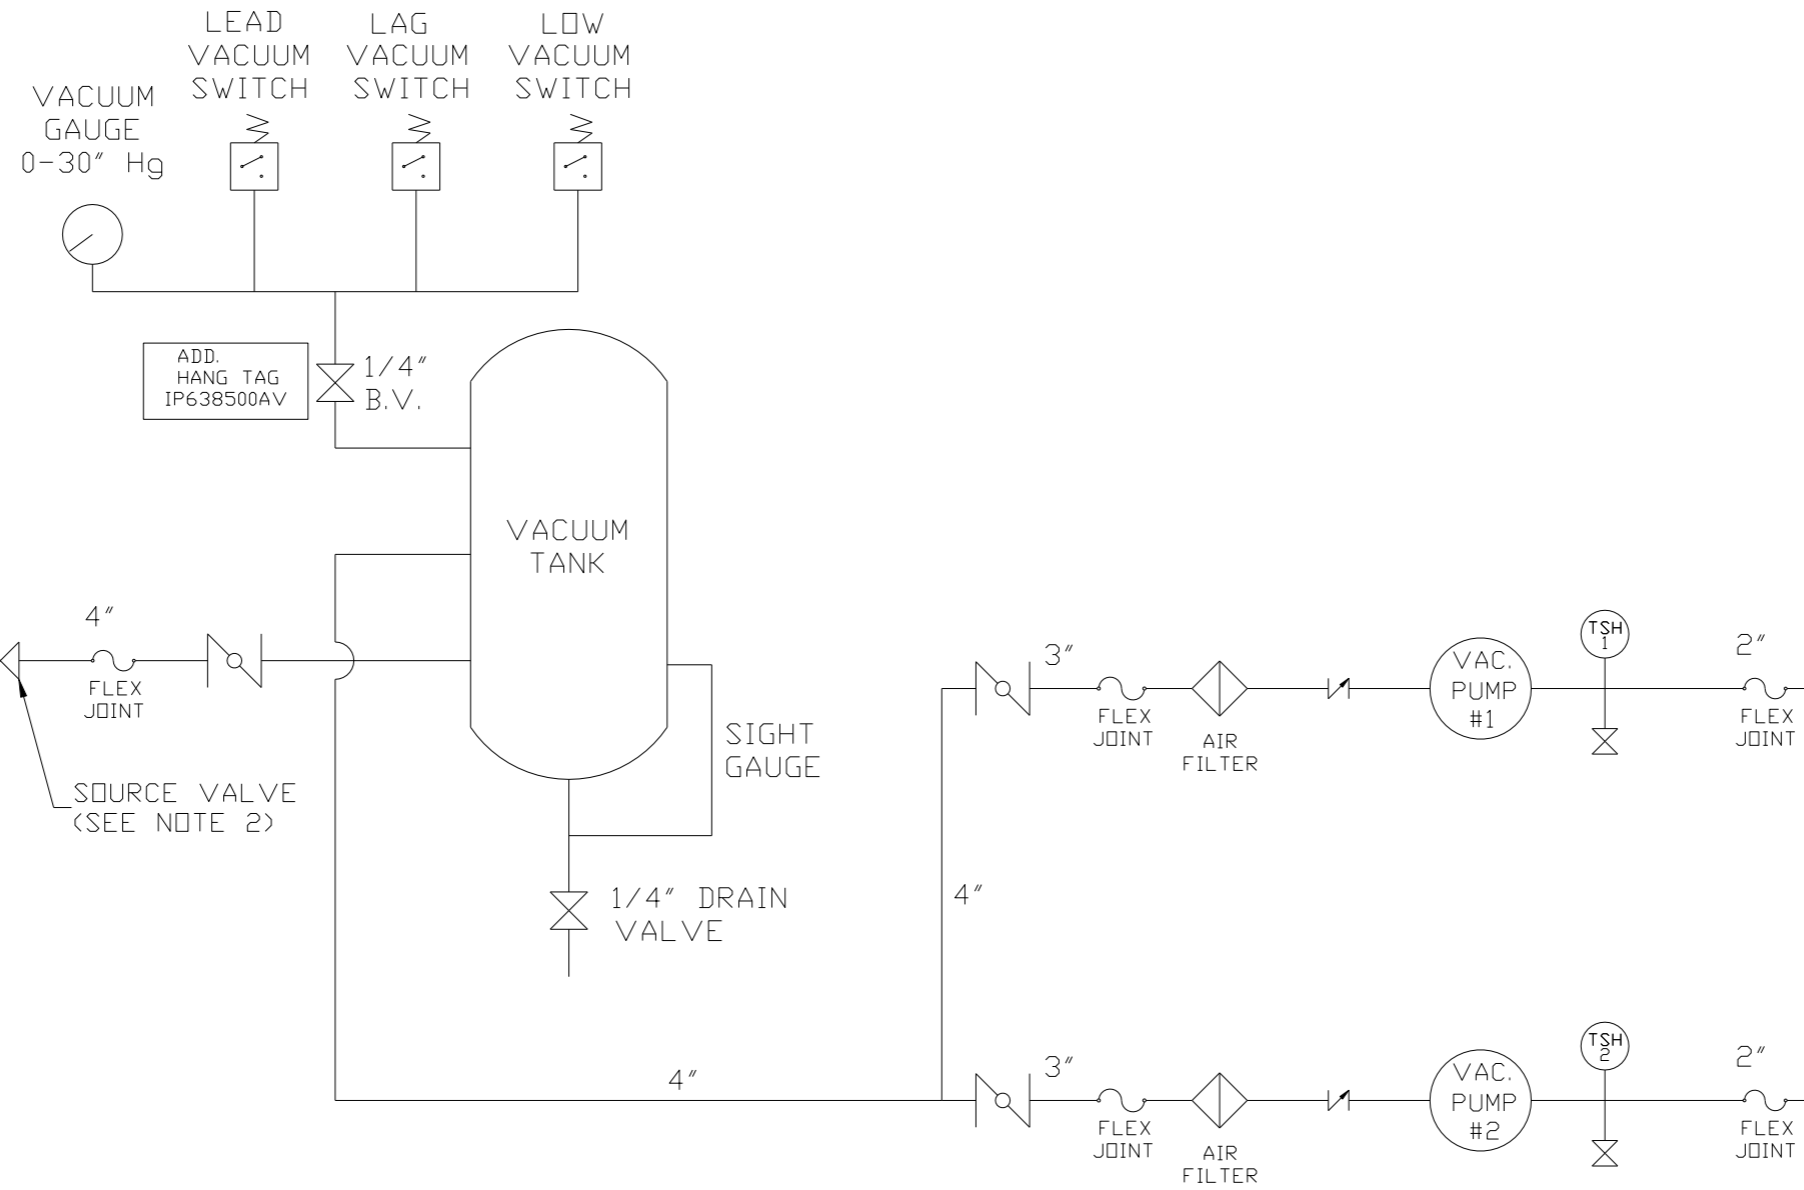 LEAD
VACUUM
SWITCH
LAG
VACUUM
SWITCH
LOW
VACUUM
SWITCH
VACUUM
GAUGE
0-30" Hg
ADD.
HANG TAG
IP638500AV
1/4"
B.V.
VACUUM
TANK
4"
FLEX
JOINT
SOURCE VALVE
(SEE NOTE 2)
SIGHT
GAUGE
1/4" DRAIN
VALVE
4"
4"
3"
FLEX
JOINT
AIR
FILTER
VAC.
PUMP
#1
TSH
1
2"
FLEX
JOINT
3"
FLEX
JOINT
AIR
FILTER
VAC.
PUMP
#2
TSH
2
2"
FLEX
JOINT